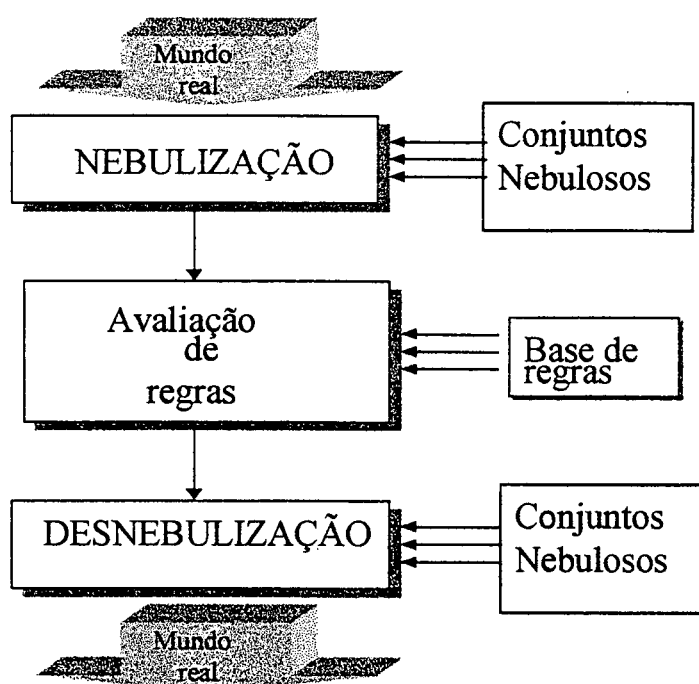 Mundo
real
NEBULIZAÇÃO
Conjuntos
Nebulosos
Avaliação
de
regras
Base de
regras
DESNEBULIZAÇÃO
Conjuntos
Nebulosos
Mundo
real